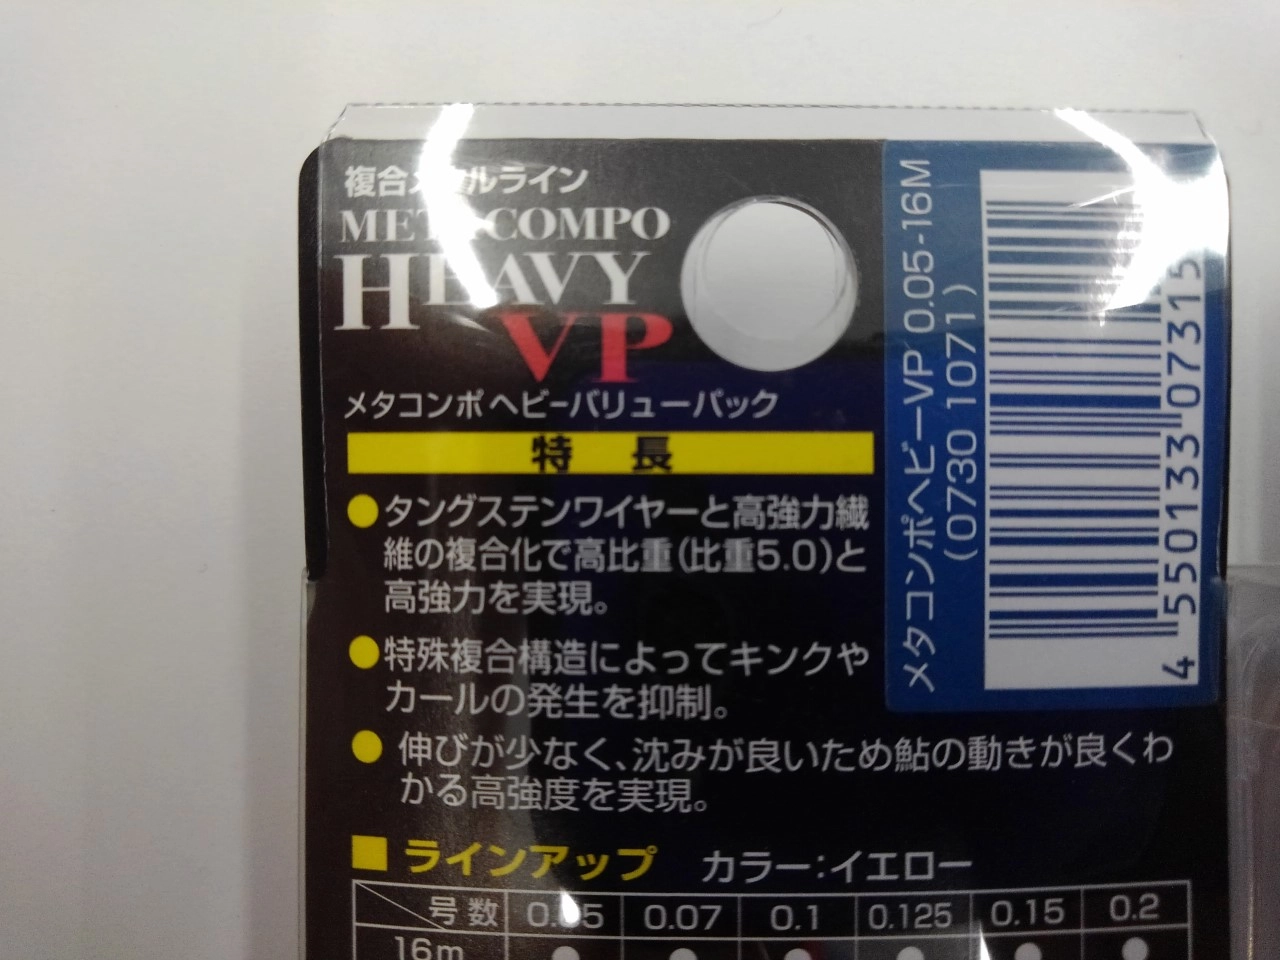 複合メタルライン
META COMPO
HEAVY
VP
メタコンポヘビーバリューパック
特長
●タングステンワイヤーと高強力繊
維の複合化で高比重(比重5.0)と
高強力を実現。
●特殊複合構造によってキンクや
カールの発生を抑制。
●伸びが少なく、沈みが良いため鮎の動きが良くわ
かる高強度を実現。
■ラインアップ カラー:イエロー
号数 0.05 0.07 0.1 0.125 0.15 0.2
16m ● ● ● ● ● ●
メタコンポヘビーVP 0.05-16M
(0730 1071)
4 550133 073151